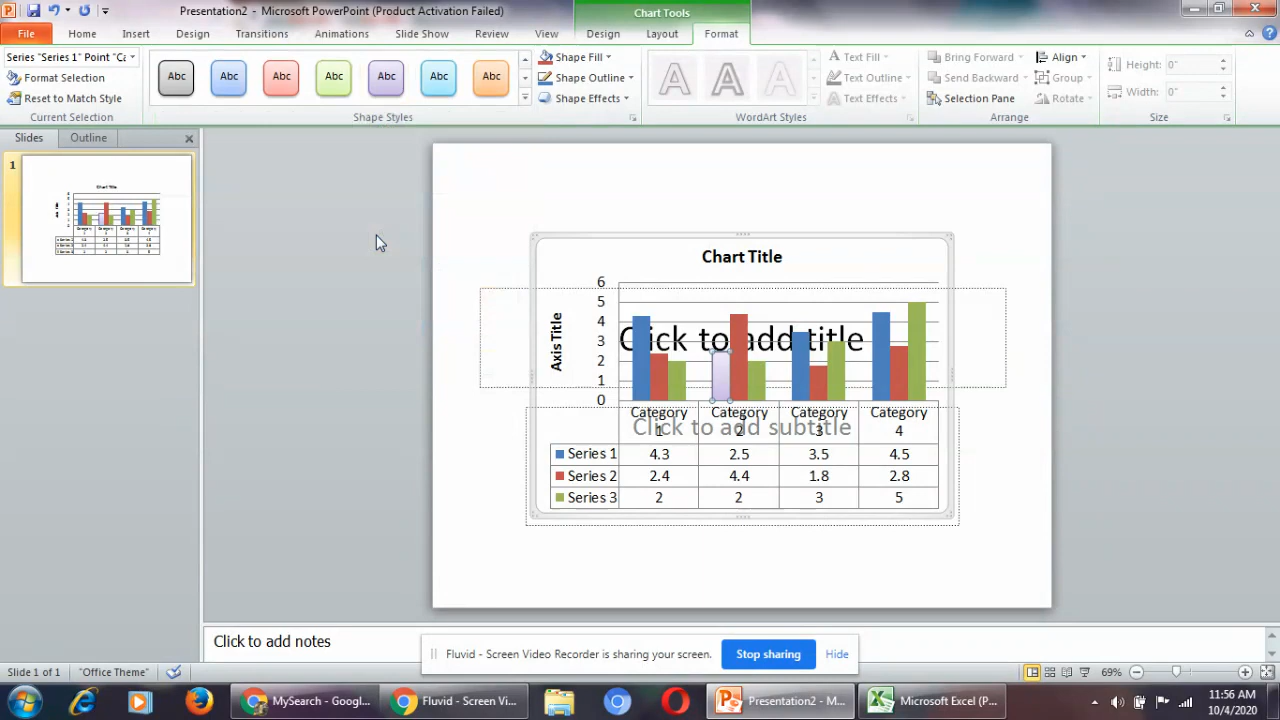 Presentation2 - Microsoft PowerPoint (Product Activation Failed)
Chart Tools
File Home Insert Design Transitions Animations Slide Show Review View Design Layout Format
Series "Series 1" Point "Ca
Format Selection
Reset to Match Style
Current Selection
Abc Abc Abc Abc Abc Abc Abc
Shape Fill
Shape Outline
Shape Effects
Shape Styles
A A A
Text Fill
Text Outline
Text Effects
WordArt Styles
Bring Forward
Send Backward
Selection Pane
Align
Group
Rotate
Arrange
Height: 0"
Width: 0"
Size
Slides Outline
1
Chart Title
6
5
4
3
2
1
0
Axis Title
Click to add title
Category 1 Category 2 Category 3 Category 4
Click to add subtitle
Series 1 4.3 2.5 3.5 4.5
Series 2 2.4 4.4 1.8 2.8
Series 3 2 2 3 5
Click to add notes
Fluvid - Screen Video Recorder is sharing your screen. Stop sharing Hide
Slide 1 of 1 "Office Theme" 69%
MySearch - Googl... Fluvid - Screen Vi... Presentation2 - M... Microsoft Excel (P...
11:56 AM
10/4/2020